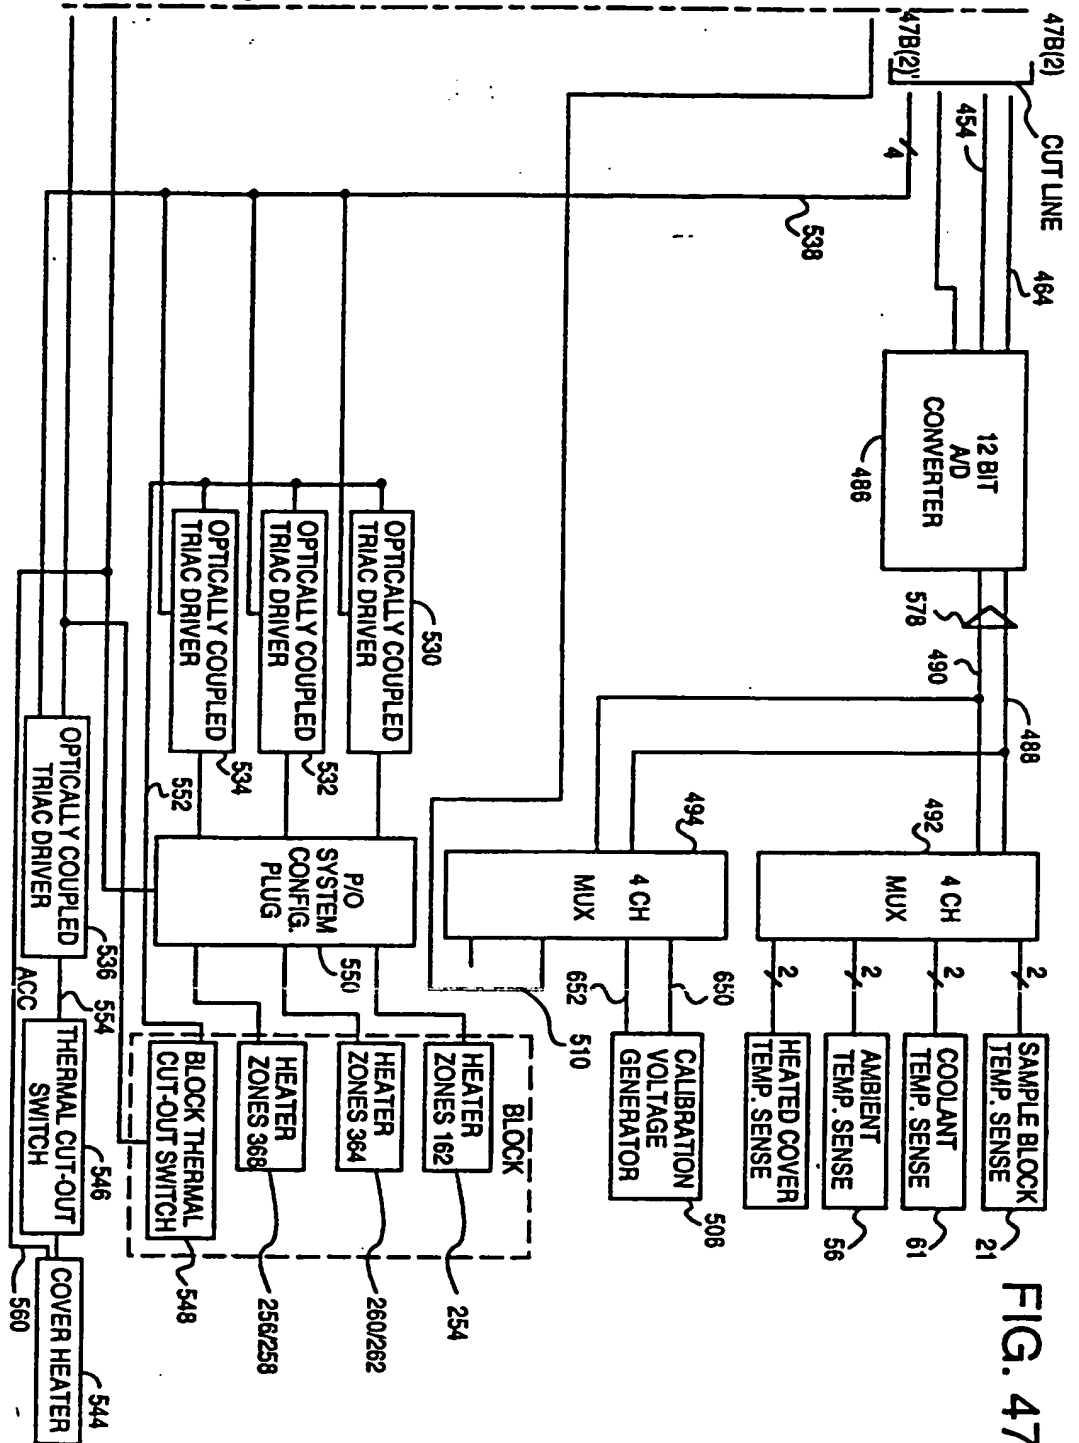 FIG. 47
47B(2)
47B(2)'
CUT LINE
454
464
4
538
12 BIT
A/D
CONVERTER
486
578
490
488
492
4 CH
MUX
2
2
2
2
SAMPLE BLOCK
TEMP. SENSE
21
COOLANT
TEMP. SENSE
61
AMBIENT
TEMP. SENSE
56
HEATED COVER
TEMP. SENSE
494
4 CH
MUX
650
652
CALIBRATION
VOLTAGE
GENERATOR
508
510
OPTICALLY COUPLED
TRIAC DRIVER
530
OPTICALLY COUPLED
TRIAC DRIVER
532
OPTICALLY COUPLED
TRIAC DRIVER
534
552
P/O
SYSTEM
CONFIG.
PLUG
550
BLOCK
HEATER
ZONES 162
254
HEATER
ZONES 364
260/262
HEATER
ZONES 368
256/258
BLOCK THERMAL
CUT-OUT SWITCH
548
OPTICALLY COUPLED
TRIAC DRIVER
536
554
ACC
THERMAL CUT-OUT
SWITCH
546
COVER HEATER
544
560